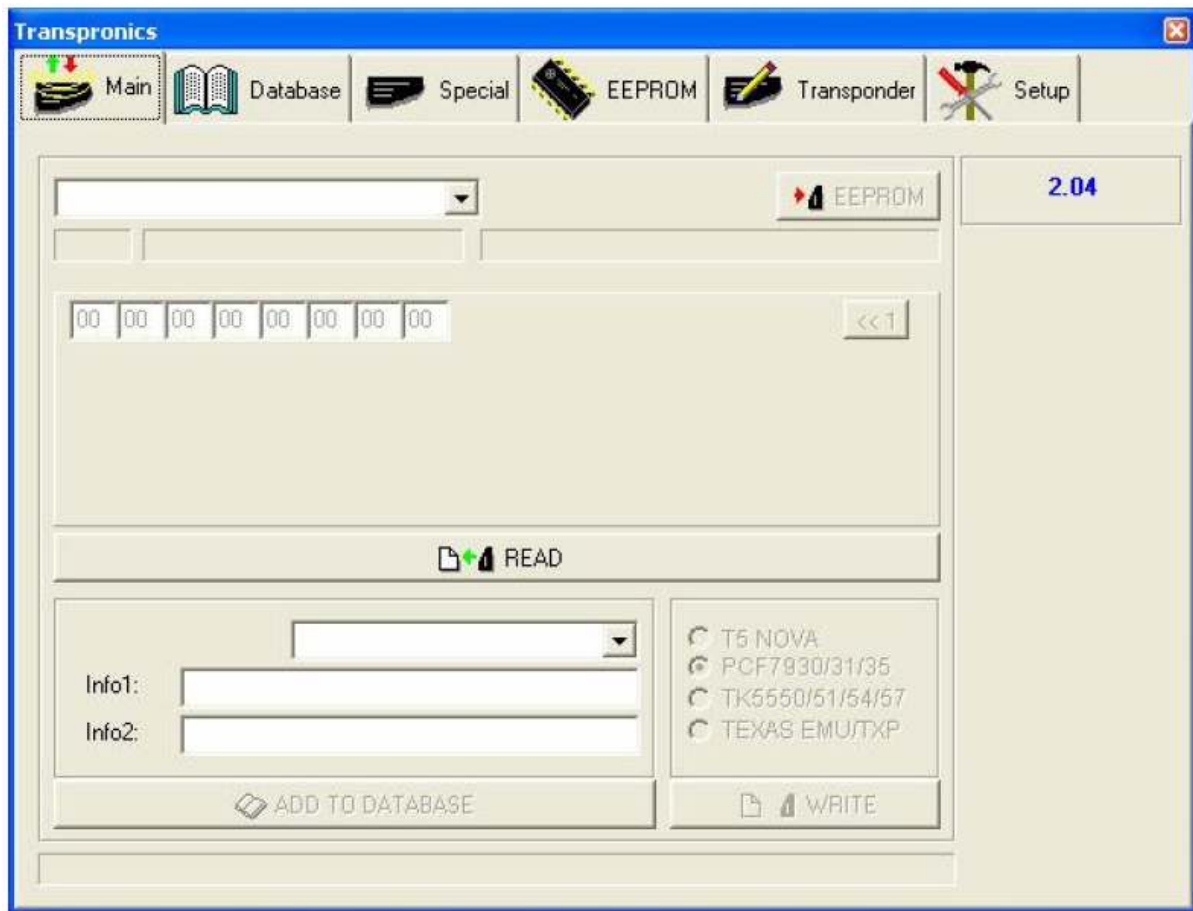 Transpronics
Main Database Special EEPROM Transponder Setup
EEPROM
2.04
00 00 00 00 00 00 00 00
<< 1
READ
Info1:
Info2:
T5 NOVA
PCF7930/31/35
TK5550/51/54/57
TEXAS EMU/TXP
ADD TO DATABASE
WRITE